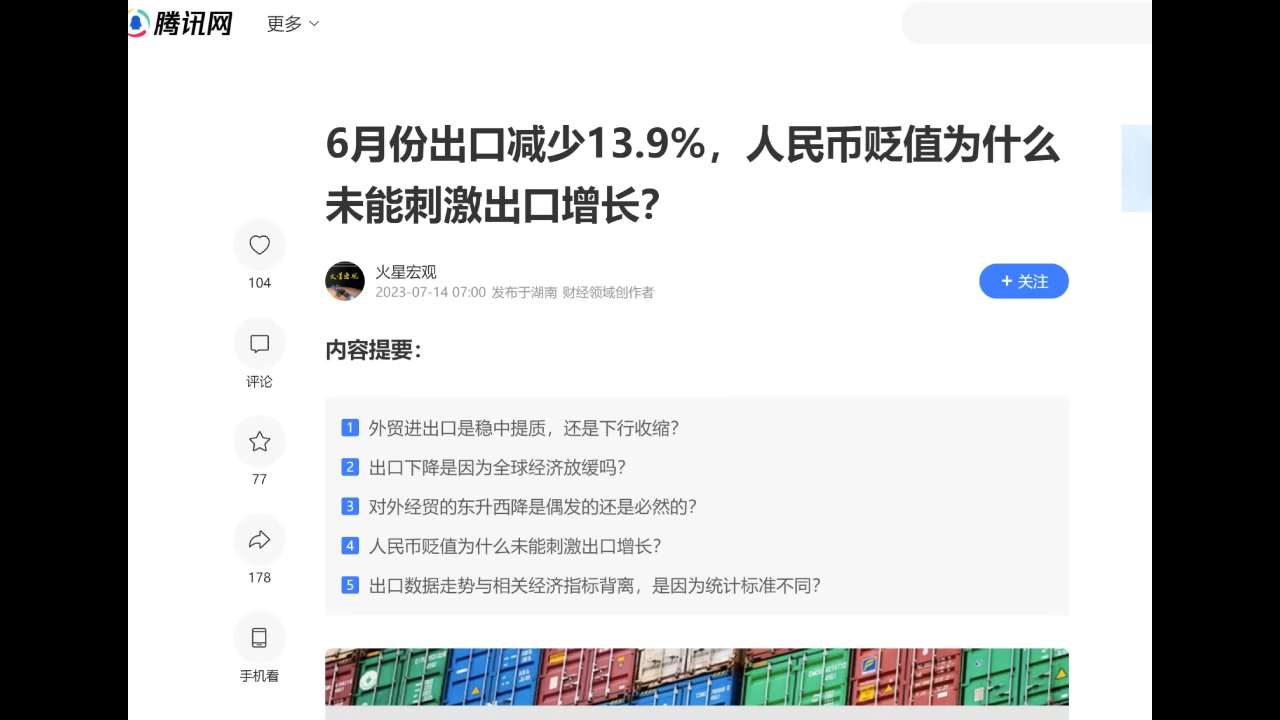 腾讯网 更多
6月份出口减少13.9%，人民币贬值为什么
未能刺激出口增长？
火星宏观
2023-07-14 07:00 发布于湖南 财经领域创作者
+ 关注
104
评论
77
178
手机看
内容提要：
1 外贸进出口是稳中提质，还是下行收缩？
2 出口下降是因为全球经济放缓吗？
3 对外经贸的东升西降是偶发的还是必然的？
4 人民币贬值为什么未能刺激出口增长？
5 出口数据走势与相关经济指标背离，是因为统计标准不同？